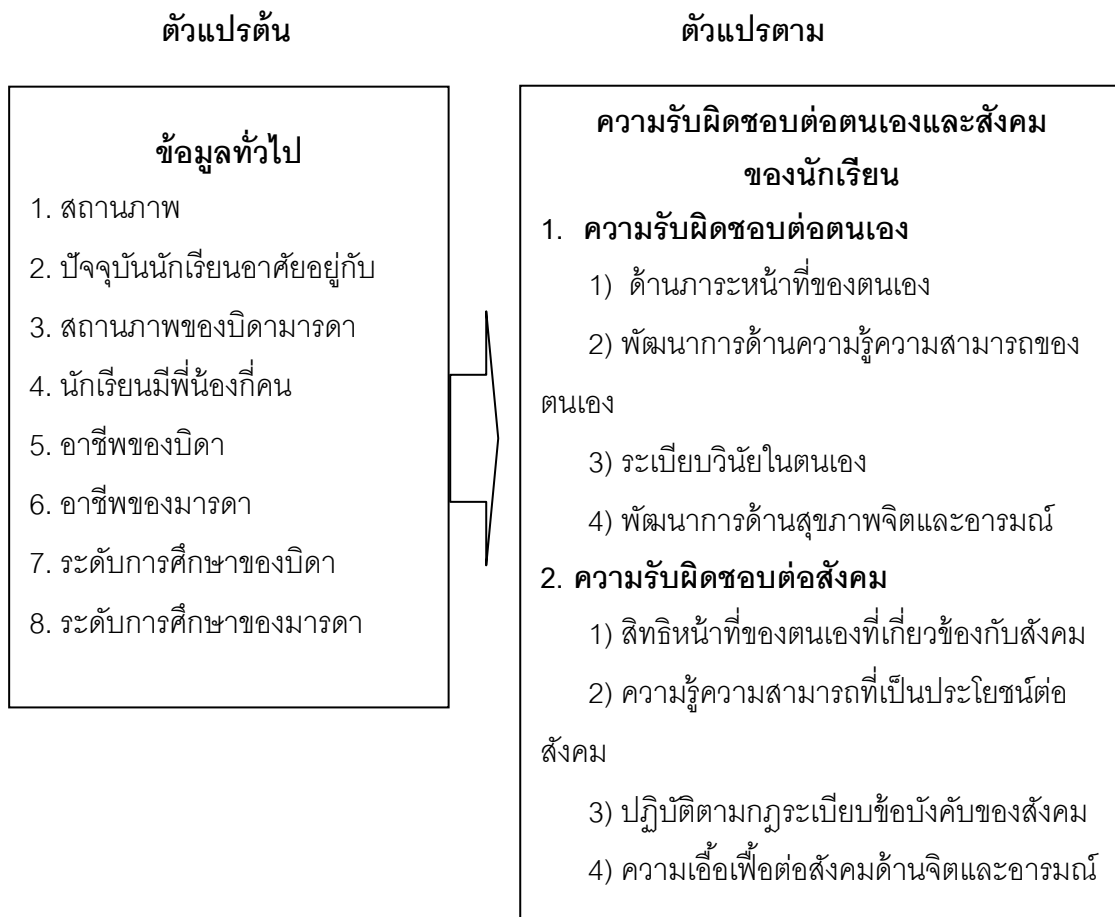 ตัวแปรต้น
ตัวแปรตาม
ข้อมูลทั่วไป
1. สถานภาพ
2. ปัจจุบันนักเรียนอาศัยอยู่กับ
3. สถานภาพของบิดามารดา
4. นักเรียนมีพี่น้องกี่คน
5. อาชีพของบิดา
6. อาชีพของมารดา
7. ระดับการศึกษาของบิดา
8. ระดับการศึกษาของมารดา
ความรับผิดชอบต่อตนเองและสังคม
ของนักเรียน
1. ความรับผิดชอบต่อตนเอง
1) ด้านภาระหน้าที่ของตนเอง
2) พัฒนาการด้านความรู้ความสามารถของ
ตนเอง
3) ระเบียบวินัยในตนเอง
4) พัฒนาการด้านสุขภาพจิตและอารมณ์
2. ความรับผิดชอบต่อสังคม
1) สิทธิหน้าที่ของตนเองที่เกี่ยวข้องกับสังคม
2) ความรู้ความสามารถที่เป็นประโยชน์ต่อ
สังคม
3) ปฏิบัติตามกฎระเบียบข้อบังคับของสังคม
4) ความเอื้อเฟื้อต่อสังคมด้านจิตและอารมณ์